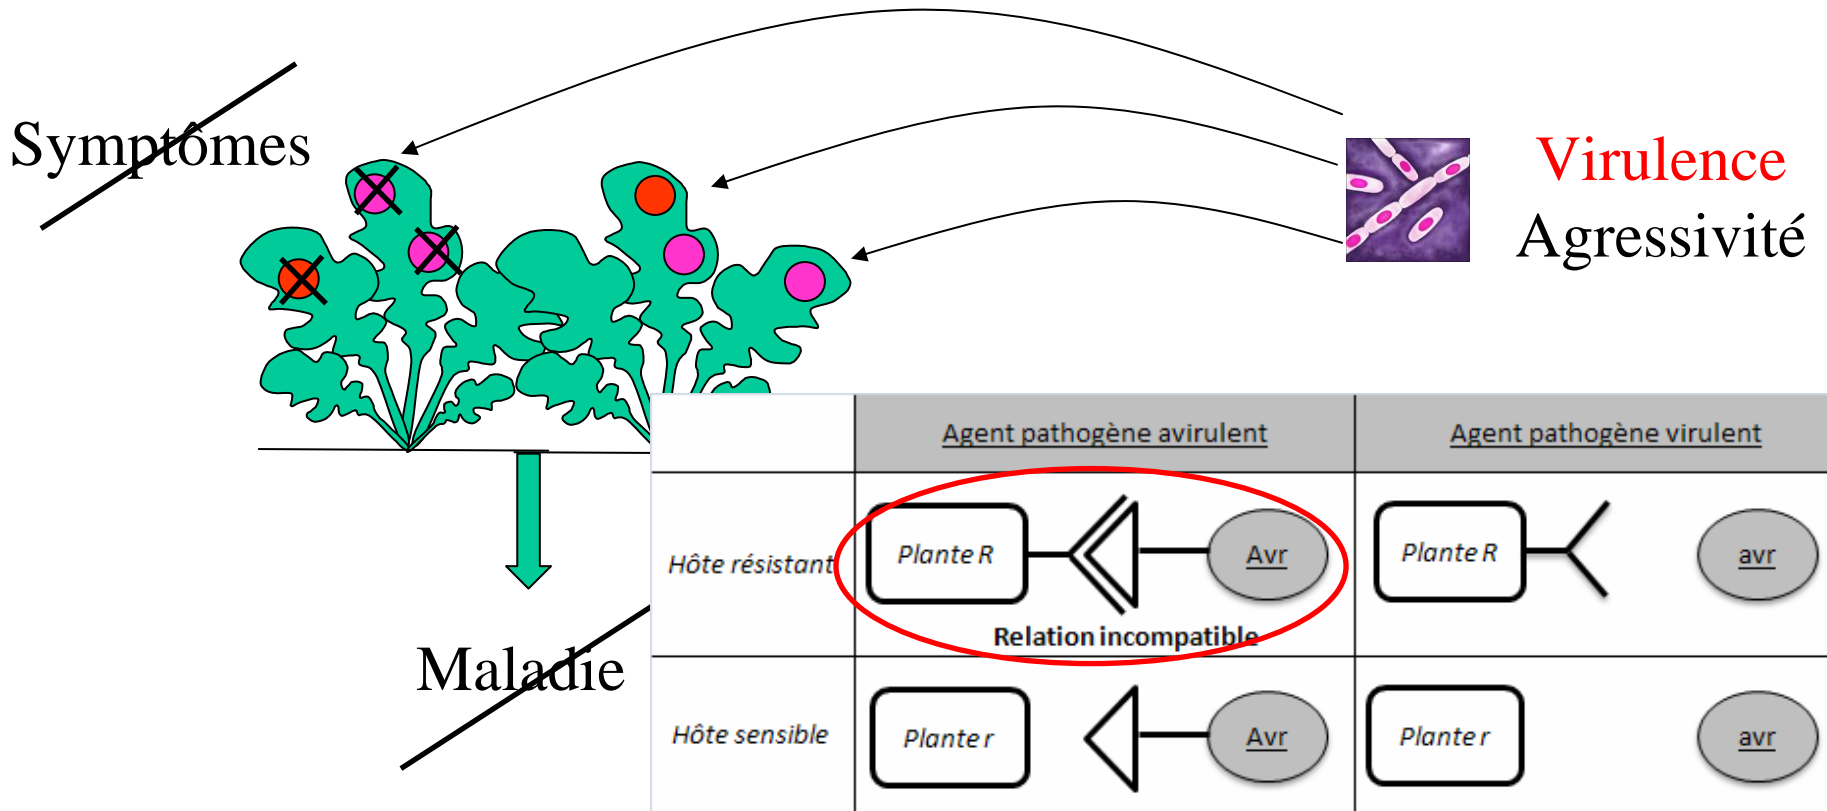 Symptômes
Virulence
Agressivité
Maladie
Agent pathogène avirulent
Agent pathogène virulent
Hôte résistant
Plante R
Avr
Relation incompatible
Plante R
avr
Hôte sensible
Plante r
Avr
Plante r
avr